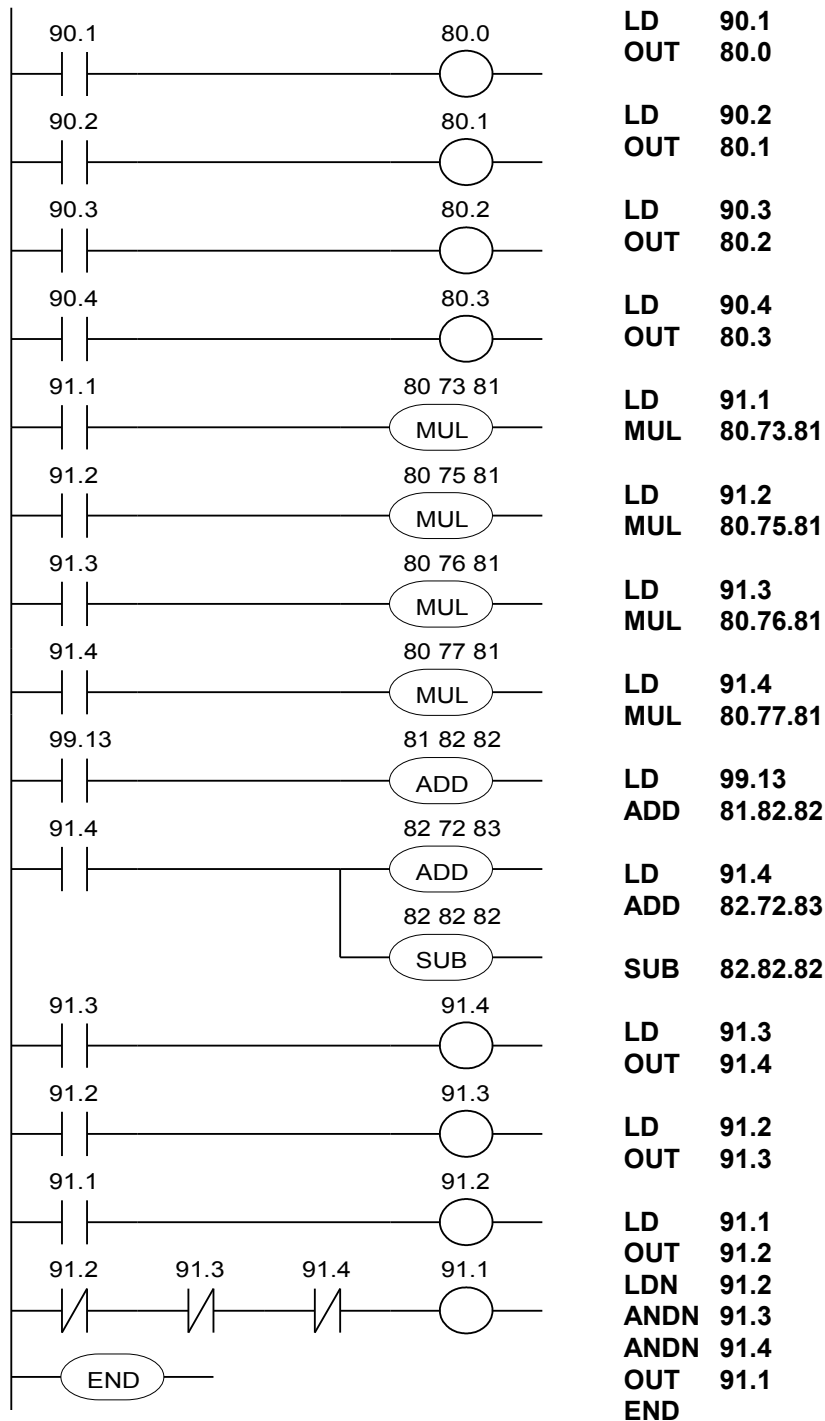 90.1 80.0
90.2 80.1
90.3 80.2
90.4 80.3
91.1 80 73 81
MUL
91.2 80 75 81
MUL
91.3 80 76 81
MUL
91.4 80 77 81
MUL
99.13 81 82 82
ADD
91.4 82 72 83
ADD
82 82 82
SUB
91.3 91.4
91.2 91.3
91.1 91.2
91.2 91.3 91.4 91.1
END
LD 90.1
OUT 80.0
LD 90.2
OUT 80.1
LD 90.3
OUT 80.2
LD 90.4
OUT 80.3
LD 91.1
MUL 80.73.81
LD 91.2
MUL 80.75.81
LD 91.3
MUL 80.76.81
LD 91.4
MUL 80.77.81
LD 99.13
ADD 81.82.82
LD 91.4
ADD 82.72.83
SUB 82.82.82
LD 91.3
OUT 91.4
LD 91.2
OUT 91.3
LD 91.1
OUT 91.2
LDN 91.2
ANDN 91.3
ANDN 91.4
OUT 91.1
END